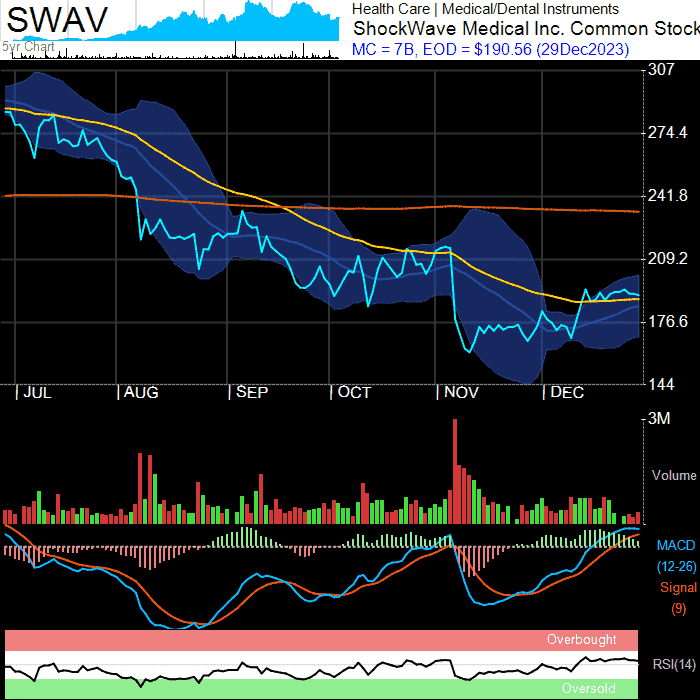 SWAV
5yr Chart
Health Care | Medical/Dental Instruments
ShockWave Medical Inc. Common Stock
MC = 7B, EOD = $190.56 (29Dec2023)
307
274.4
241.8
209.2
176.6
144
| JUL | AUG | SEP | OCT | NOV | DEC
3M
Volume
MACD
(12-26)
Signal
(9)
Overbought
RSI(14)
Oversold